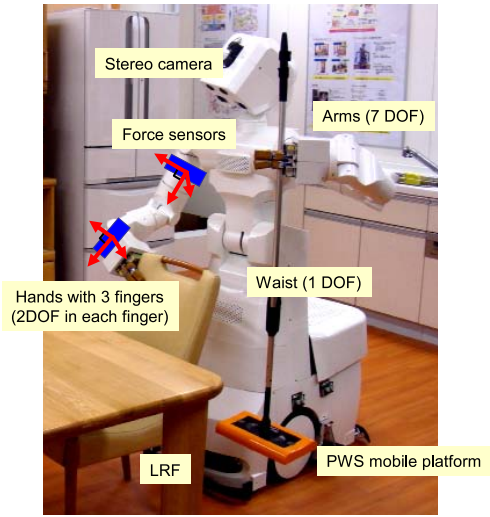 Stereo camera
Arms (7 DOF)
Force sensors
Waist (1 DOF)
Hands with 3 fingers
(2DOF in each finger)
LRF
PWS mobile platform